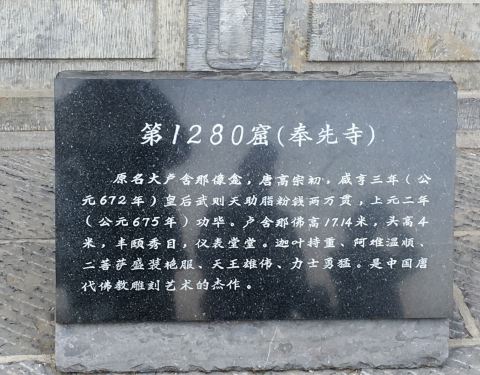 第1280窟(奉先寺)
原名大卢舍那像龛，唐高宗初，咸亨三年（公
元672年）皇后武则天助脂粉钱两万贯，上元二年
（公元675年）功毕。卢舍那佛高17.14米，头高4
米，丰颐秀目，仪表堂堂。迦叶持重、阿难温顺、
二菩萨盛装艳服、天王雄伟、力士勇猛。是中国唐
代佛教雕刻艺术的杰作。